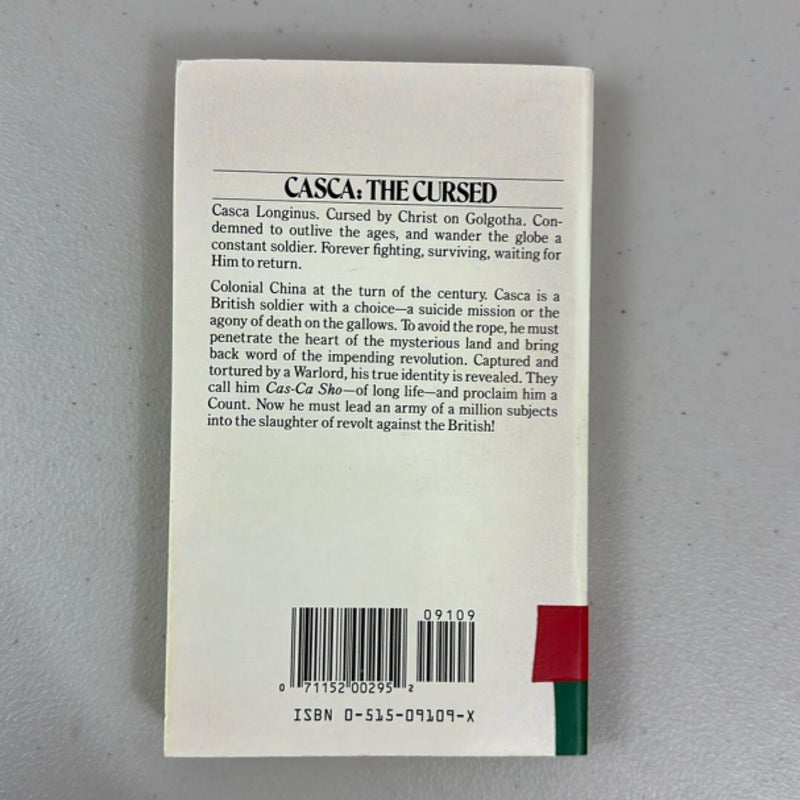 CASCA: THE CURSED
Casca Longinus. Cursed by Christ on Golgotha. Con-
demned to outlive the ages, and wander the globe a
constant soldier. Forever fighting, surviving, waiting for
Him to return.
Colonial China at the turn of the century. Casca is a
British soldier with a choice—a suicide mission or the
agony of death on the gallows. To avoid the rope, he must
penetrate the heart of the mysterious land and bring
back word of the impending revolution. Captured and
tortured by a Warlord, his true identity is revealed. They
call him Cas-Ca Sho—of long life—and proclaim him a
Count. Now he must lead an army of a million subjects
into the slaughter of revolt against the British!
09109
0 71152 00295 2
ISBN 0-515-09109-X